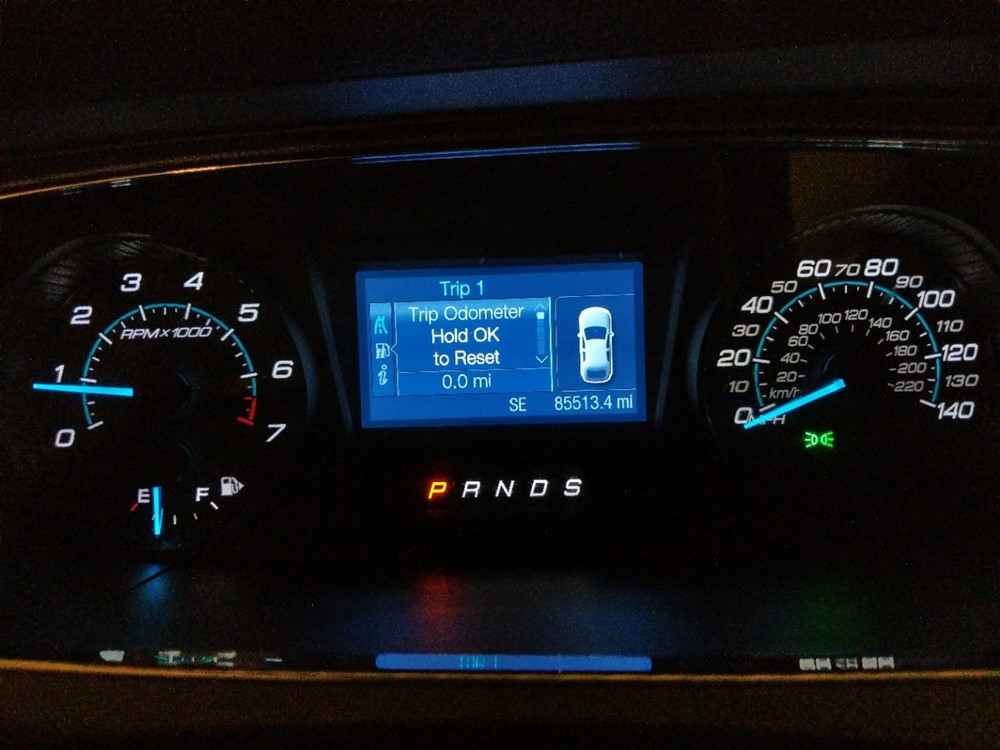 Trip 1
Trip Odometer
Hold OK
to Reset
0.0 mi
SE 85513.4 mi
0 1 2 3 4 5 6 7
RPM×1000
E F
P R N D S
0 10 20 30 40 50 60 70 80 90 100 110 120 130 140
MPH
20 40 60 80 100 120 140 160 180 200 220
km/h